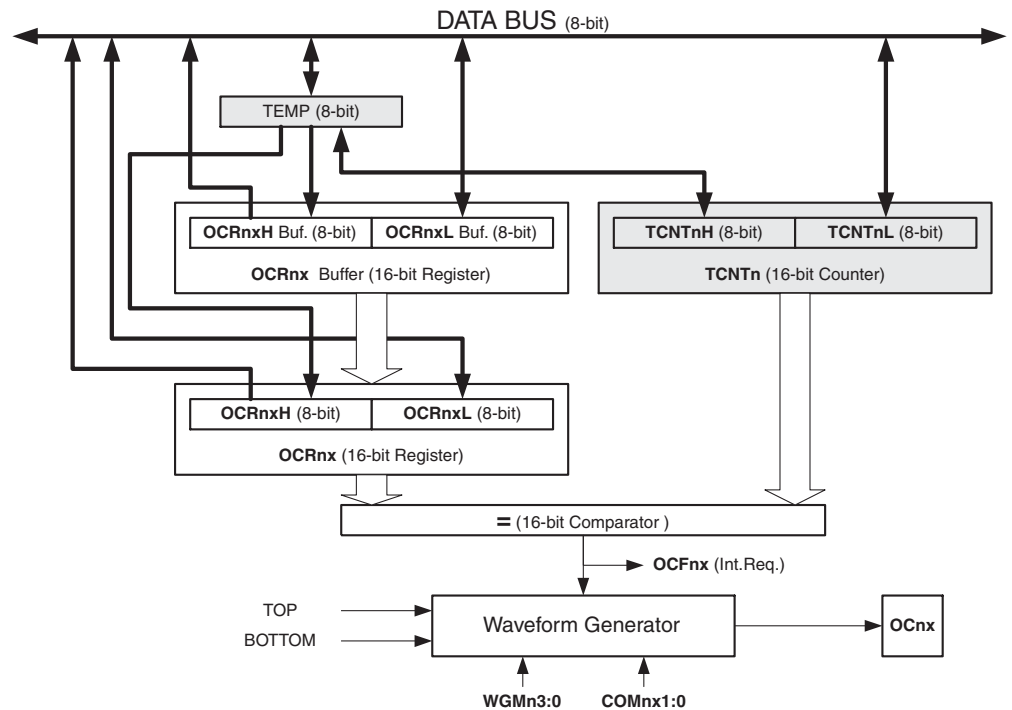 DATA BUS (8-bit)
TEMP (8-bit)
OCRnxH Buf. (8-bit)
OCRnxL Buf. (8-bit)
OCRnx Buffer (16-bit Register)
TCNTnH (8-bit)
TCNTnL (8-bit)
TCNTn (16-bit Counter)
OCRnxH (8-bit)
OCRnxL (8-bit)
OCRnx (16-bit Register)
= (16-bit Comparator )
OCFnx (Int.Req.)
TOP
BOTTOM
Waveform Generator
OCnx
WGMn3:0
COMnx1:0